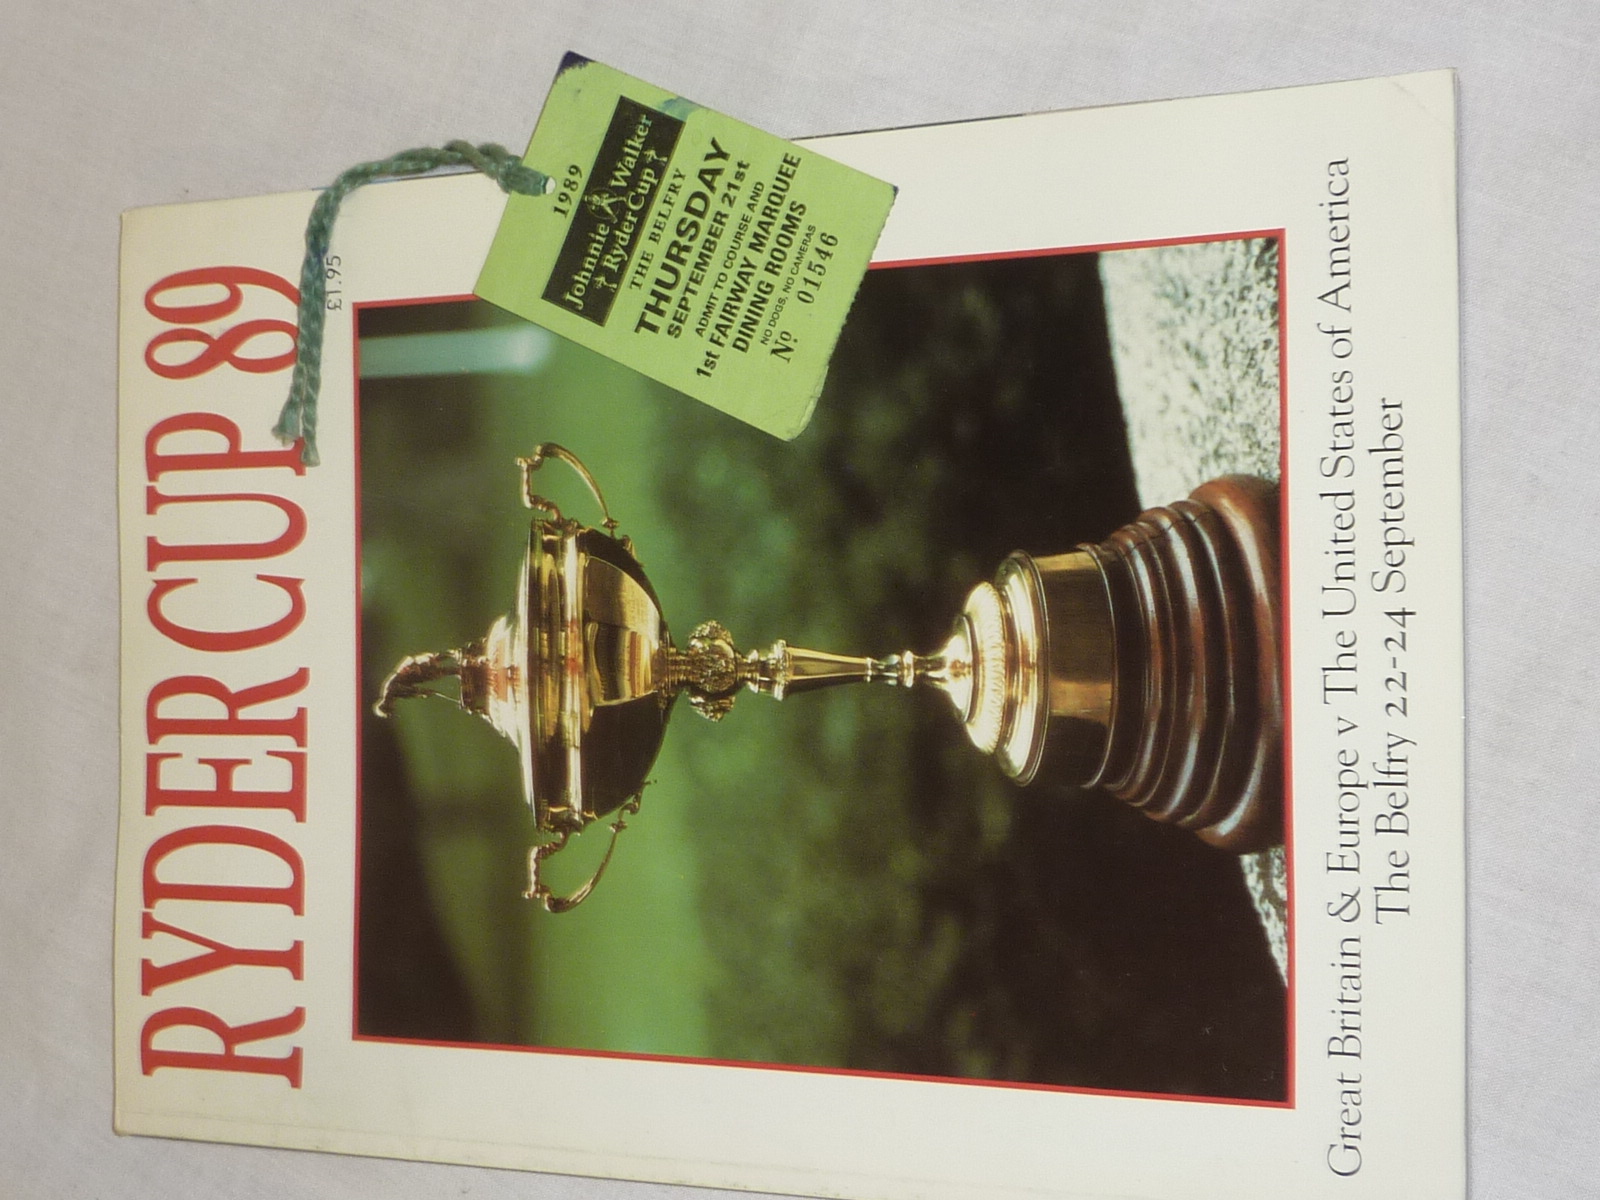 RYDER CUP 89
£1.95
1989
Johnnie Walker
Ryder Cup
THE BELFRY
THURSDAY
SEPTEMBER 21st
ADMIT TO COURSE AND
1st FAIRWAY MARQUEE
DINING ROOMS
NO DOGS, NO CAMERAS
Nº 01546
Great Britain & Europe v The United States of America
The Belfry 22-24 September